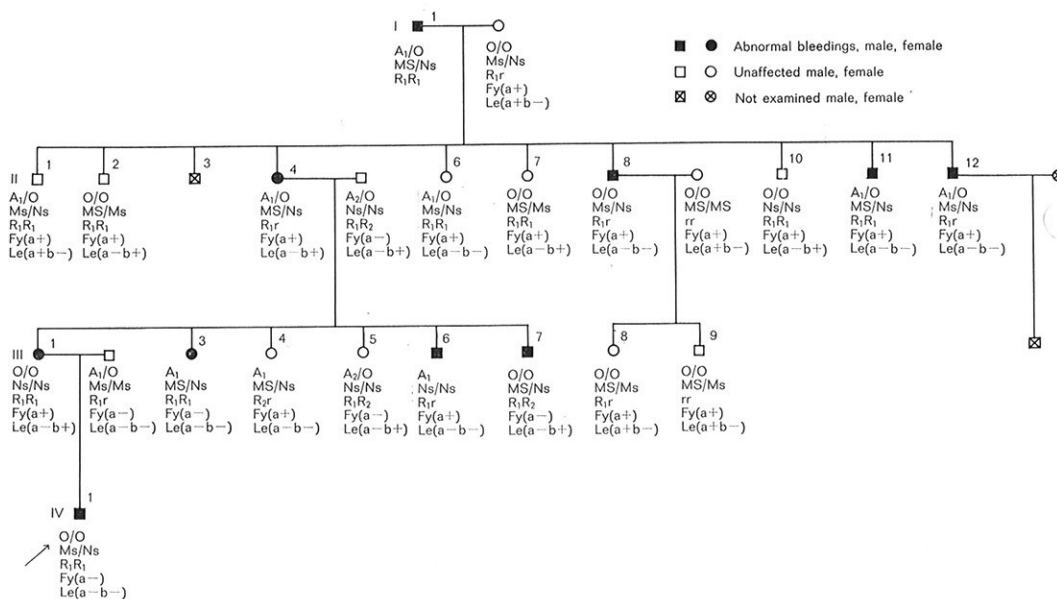 I
1
A₁/O
MS/Ns
R₁R₁
O/O
Ms/Ns
R₁r
Fy(a+)
Le(a+b−)
Abnormal bleedings, male, female
Unaffected male, female
Not examined male, female
II
1
A₁/O
Ms/Ns
R₁R₁
Fy(a+)
Le(a+b−)
2
O/O
MS/Ms
R₁R₁
Fy(a+)
Le(a−b+)
3
4
A₁/O
MS/Ns
R₁r
Fy(a+)
Le(a−b+)
A₂/O
Ns/Ns
R₁R₂
Fy(a−)
Le(a−b+)
6
A₁/O
Ms/Ns
R₁R₁
Fy(a+)
Le(a−b−)
7
O/O
MS/Ms
R₁R₁
Fy(a+)
Le(a−b+)
8
O/O
Ms/Ns
R₁r
Fy(a+)
Le(a−b−)
O/O
MS/MS
rr
Fy(a+)
Le(a+b−)
10
O/O
Ns/Ns
R₁R₁
Fy(a+)
Le(a+b−)
11
A₁/O
MS/Ns
R₁R₁
Fy(a+)
Le(a−b−)
12
A₁/O
Ms/Ns
R₁r
Fy(a+)
Le(a−b−)
III
1
O/O
Ns/Ns
R₁R₁
Fy(a+)
Le(a−b+)
A₁/O
Ms/Ms
R₁r
Fy(a−)
Le(a−b−)
3
A₁
MS/Ns
R₁R₁
Fy(a−)
Le(a−b−)
4
A₁
MS/Ns
R₂r
Fy(a+)
Le(a−b−)
5
A₂/O
Ns/Ns
R₁R₂
Fy(a−)
Le(a−b+)
6
A₁
Ns/Ns
R₁r
Fy(a+)
Le(a−b−)
7
O/O
MS/Ns
R₁R₂
Fy(a−)
Le(a−b+)
8
O/O
MS/Ms
R₁r
Fy(a+)
Le(a+b−)
9
O/O
MS/Ms
rr
Fy(a+)
Le(a+b−)
IV
1
O/O
Ms/Ns
R₁R₁
Fy(a−)
Le(a−b−)